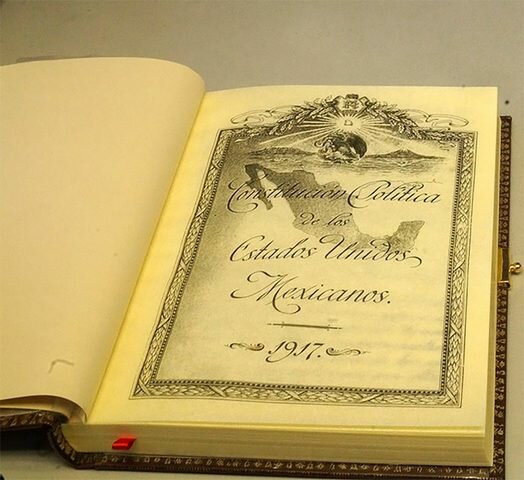 Constitución Política
de los
Estados Unidos
Mexicanos.
1917.